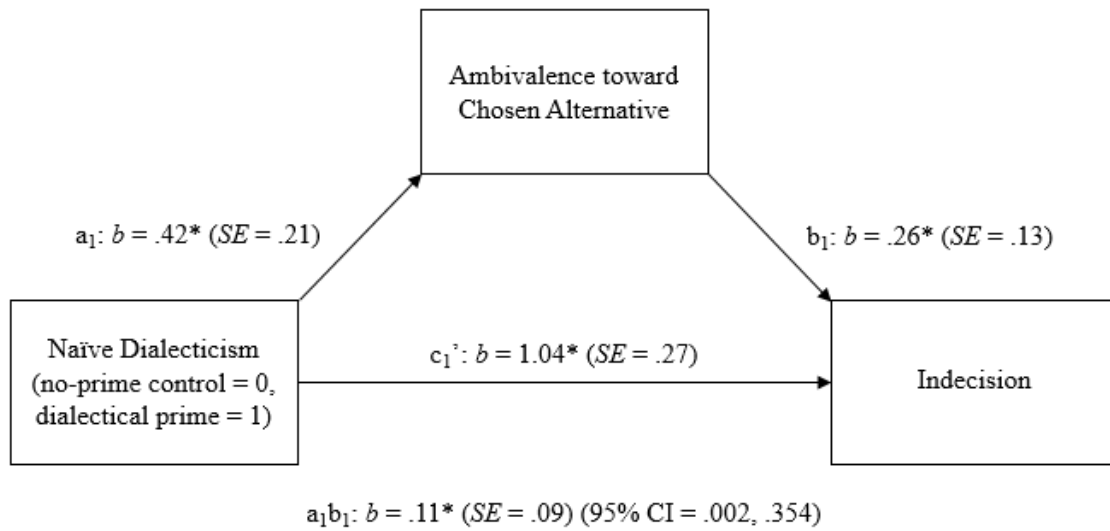 Ambivalence toward
Chosen Alternative
a₁: b = .42* (SE = .21)
b₁: b = .26* (SE = .13)
Naïve Dialecticism
(no-prime control = 0,
dialectical prime = 1)
c₁’: b = 1.04* (SE = .27)
Indecision
a₁b₁: b = .11* (SE = .09) (95% CI = .002, .354)